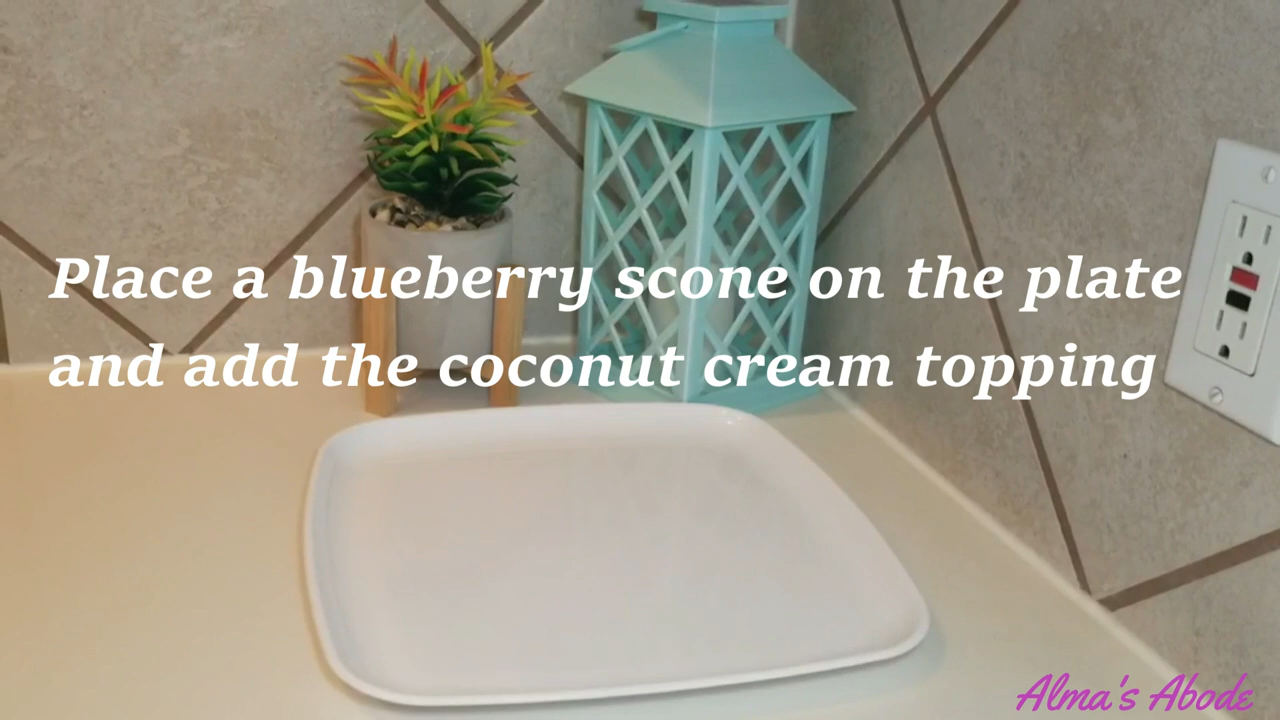 Place a blueberry scone on the plate
and add the coconut cream topping
Alma's Abode